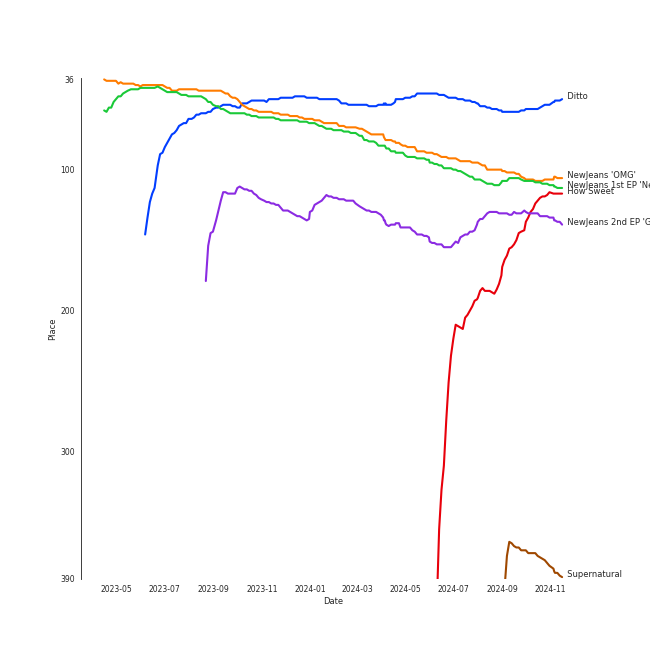 36
100
200
300
390
Place
2023-05
2023-07
2023-09
2023-11
2024-01
2024-03
2024-05
2024-07
2024-09
2024-11
Date
Ditto
NewJeans 'OMG'
NewJeans 1st EP 'Ne
How Sweet
NewJeans 2nd EP 'G
Supernatural